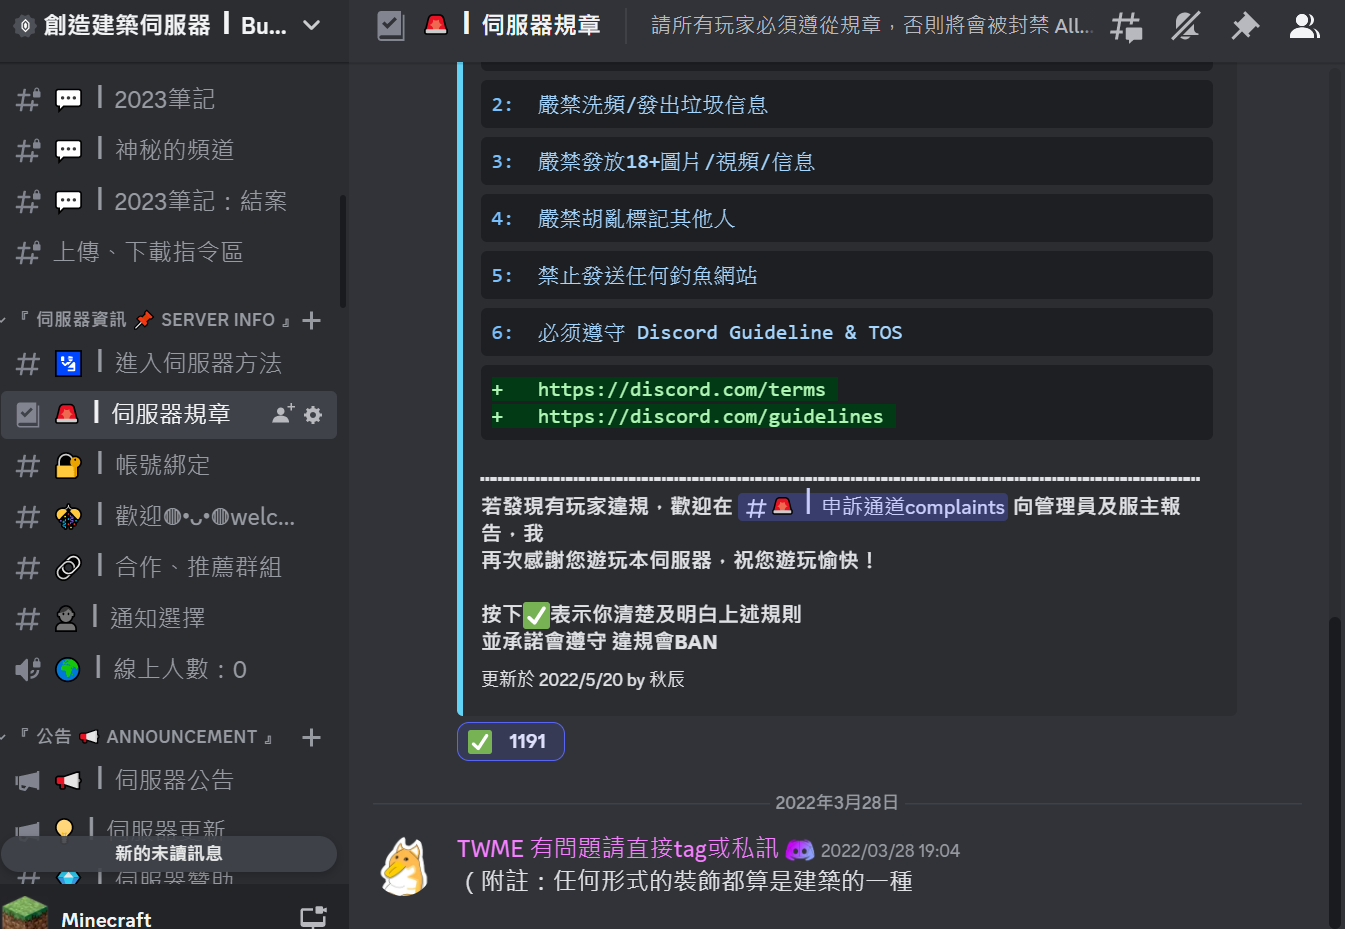 創造建築伺服器┃Bu...
┃伺服器規章
請所有玩家必須遵從規章，否則將會被封禁 All...
┃2023筆記
┃神秘的頻道
┃2023筆記：結案
上傳、下載指令區
『 伺服器資訊 📌 SERVER INFO 』
┃進入伺服器方法
┃伺服器規章
┃帳號綁定
┃歡迎◍•ᴗ•◍welc...
┃合作、推薦群組
┃通知選擇
┃線上人數：0
『 公告 📢 ANNOUNCEMENT 』
┃伺服器公告
┃伺服器更新
新的未讀訊息
┃伺服器贊助
Minecraft
2: 嚴禁洗頻/發出垃圾信息
3: 嚴禁發放18+圖片/視頻/信息
4: 嚴禁胡亂標記其他人
5: 禁止發送任何釣魚網站
6: 必须遵守 Discord Guideline & TOS
+ https://discord.com/terms
+ https://discord.com/guidelines
若發現有玩家違規，歡迎在 #🚨┃申訴通道complaints 向管理員及服主報
告，我
再次感謝您遊玩本伺服器，祝您遊玩愉快！
按下✅表示你清楚及明白上述規則
並承諾會遵守 違規會BAN
更新於 2022/5/20 by 秋辰
✅ 1191
2022年3月28日
TWME 有問題請直接tag或私訊 2022/03/28 19:04
（附註：任何形式的裝飾都算是建築的一種